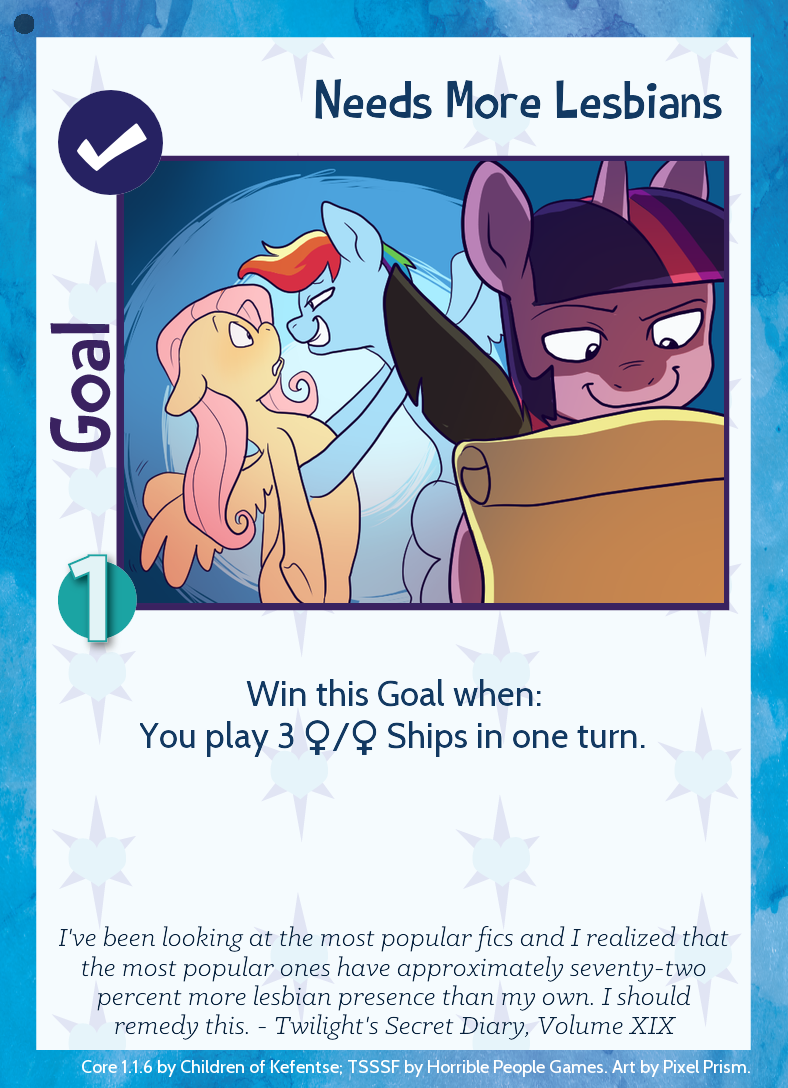 Needs More Lesbians
Goal
1
Win this Goal when:
You play 3 ♀/♀ Ships in one turn.
I've been looking at the most popular fics and I realized that
the most popular ones have approximately seventy-two
percent more lesbian presence than my own. I should
remedy this. - Twilight's Secret Diary, Volume XIX
Core 1.1.6 by Children of Kefentse; TSSSF by Horrible People Games. Art by Pixel Prism.